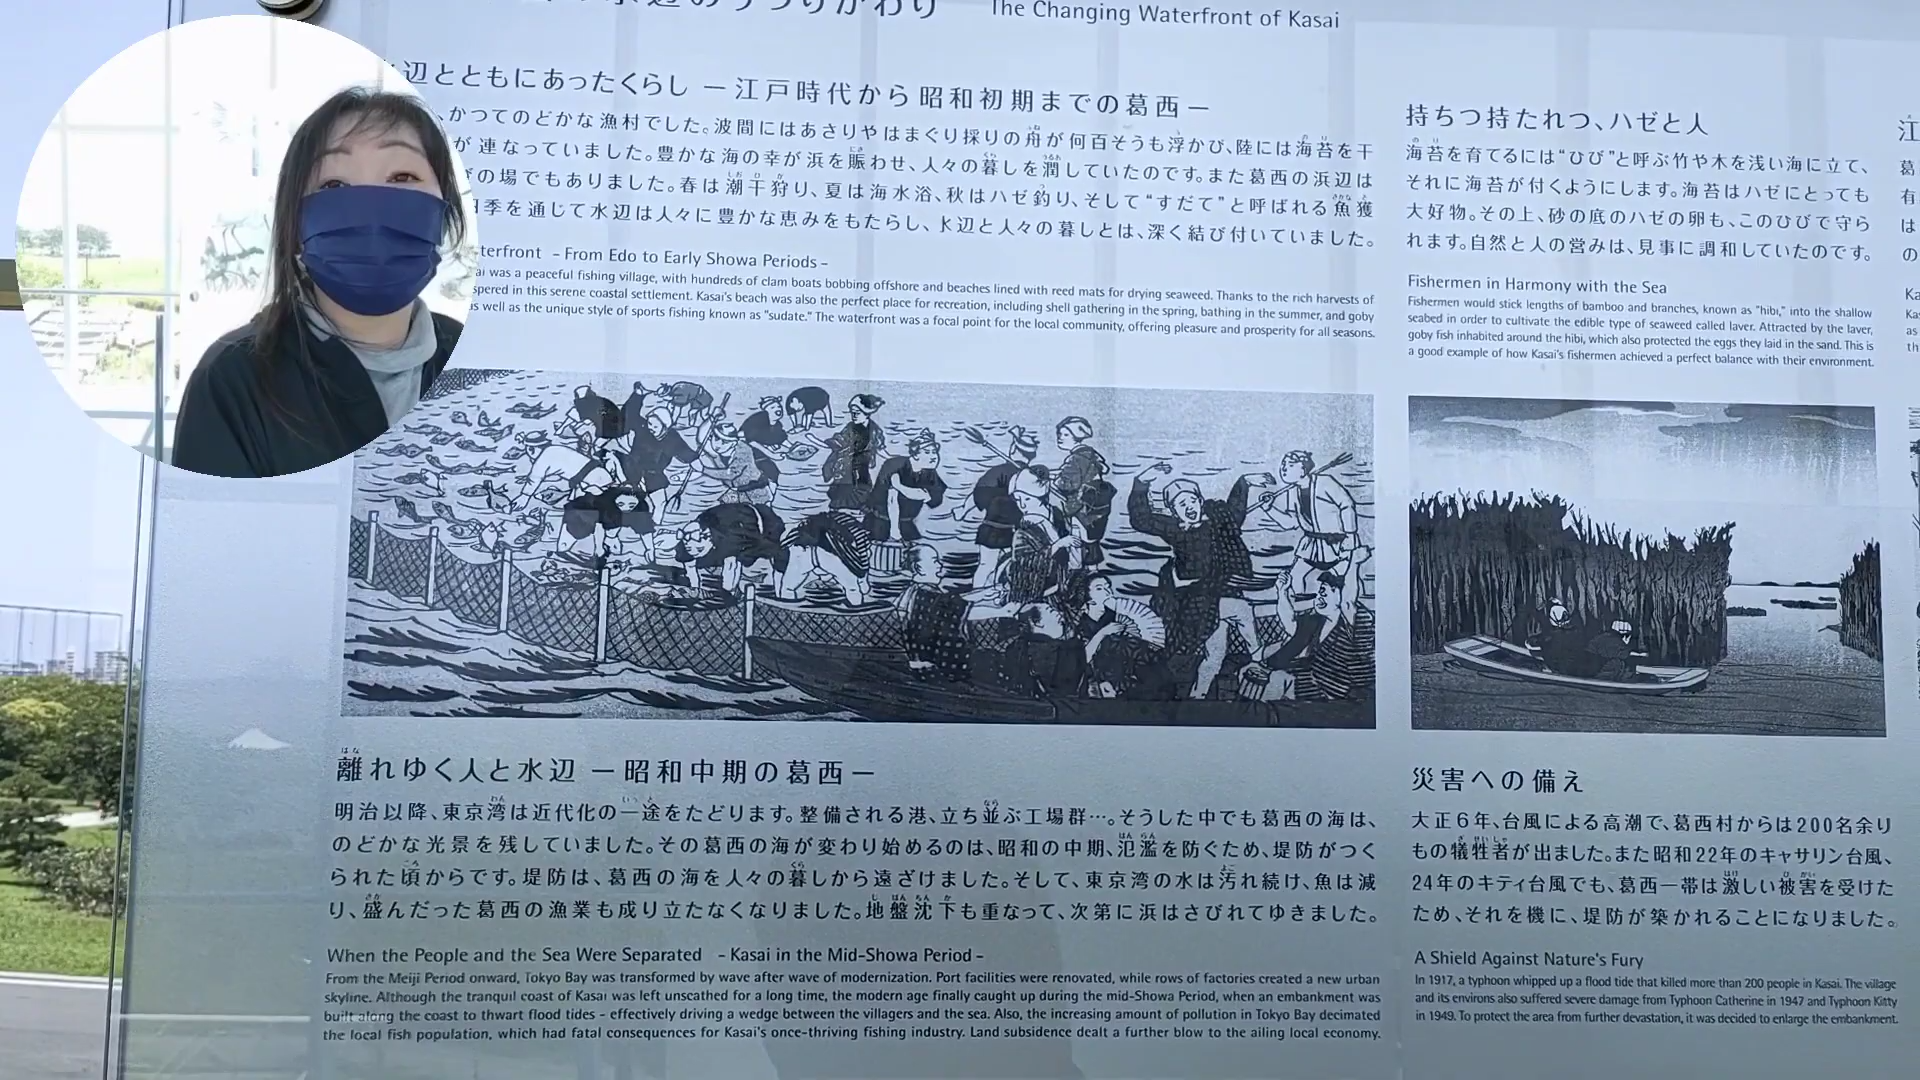 の水辺のうつりかわり The Changing Waterfront of Kasai
辺とともにあったくらし ー江戸時代から昭和初期までの葛西ー
、かつてのどかな漁村でした。波間にはあさりやはまぐり採りの舟が何百そうも浮かび、陸には海苔を干
が連なっていました。豊かな海の幸が浜を賑わせ、人々の暮しを潤していたのです。また葛西の浜辺は
の場でもありました。春は潮干狩り、夏は海水浴、秋はハゼ釣り、そして“すだて”と呼ばれる魚獲
四季を通じて水辺は人々に豊かな恵みをもたらし、水辺と人々の暮しとは、深く結び付いていました。
terfront - From Edo to Early Showa Periods -
ai was a peaceful fishing village, with hundreds of clam boats bobbing offshore and beaches lined with reed mats for drying seaweed. Thanks to the rich harvests of
spered in this serene coastal settlement. Kasai's beach was also the perfect place for recreation, including shell gathering in the spring, bathing in the summer, and goby
s well as the unique style of sports fishing known as "sudate." The waterfront was a focal point for the local community, offering pleasure and prosperity for all seasons.
持ちつ持たれつ、ハゼと人
海苔を育てるには“ひび”と呼ぶ竹や木を浅い海に立て、
それに海苔が付くようにします。海苔はハゼにとっても
大好物。その上、砂の底のハゼの卵も、このひびで守ら
れます。自然と人の営みは、見事に調和していたのです。
Fishermen in Harmony with the Sea
Fishermen would stick lengths of bamboo and branches, known as "hibi," into the shallow
seabed in order to cultivate the edible type of seaweed called laver. Attracted by the laver,
goby fish inhabited around the hibi, which also protected the eggs they laid in the sand. This is
a good example of how Kasai's fishermen achieved a perfect balance with their environment.
離れゆく人と水辺 ー昭和中期の葛西ー
明治以降、東京湾は近代化の一途をたどります。整備される港、立ち並ぶ工場群…。そうした中でも葛西の海は、
のどかな光景を残していました。その葛西の海が変わり始めるのは、昭和の中期、氾濫を防ぐため、堤防がつく
られた頃からです。堤防は、葛西の海を人々の暮しから遠ざけました。そして、東京湾の水は汚れ続け、魚は減
り、盛んだった葛西の漁業も成り立たなくなりました。地盤沈下も重なって、次第に浜はさびれてゆきました。
When the People and the Sea Were Separated - Kasai in the Mid-Showa Period -
From the Meiji Period onward, Tokyo Bay was transformed by wave after wave of modernization. Port facilities were renovated, while rows of factories created a new urban
skyline. Although the tranquil coast of Kasai was left unscathed for a long time, the modern age finally caught up during the mid-Showa Period, when an embankment was
built along the coast to thwart flood tides - effectively driving a wedge between the villagers and the sea. Also, the increasing amount of pollution in Tokyo Bay decimated
the local fish population, which had fatal consequences for Kasai's once-thriving fishing industry. Land subsidence dealt a further blow to the ailing local economy.
災害への備え
大正6年、台風による高潮で、葛西村からは200名余り
もの犠牲者が出ました。また昭和22年のキャサリン台風、
24年のキティ台風でも、葛西一帯は激しい被害を受けた
ため、それを機に、堤防が築かれることになりました。
A Shield Against Nature's Fury
In 1917, a typhoon whipped up a flood tide that killed more than 200 people in Kasai. The village
and its environs also suffered severe damage from Typhoon Catherine in 1947 and Typhoon Kitty
in 1949. To protect the area from further devastation, it was decided to enlarge the embankment.